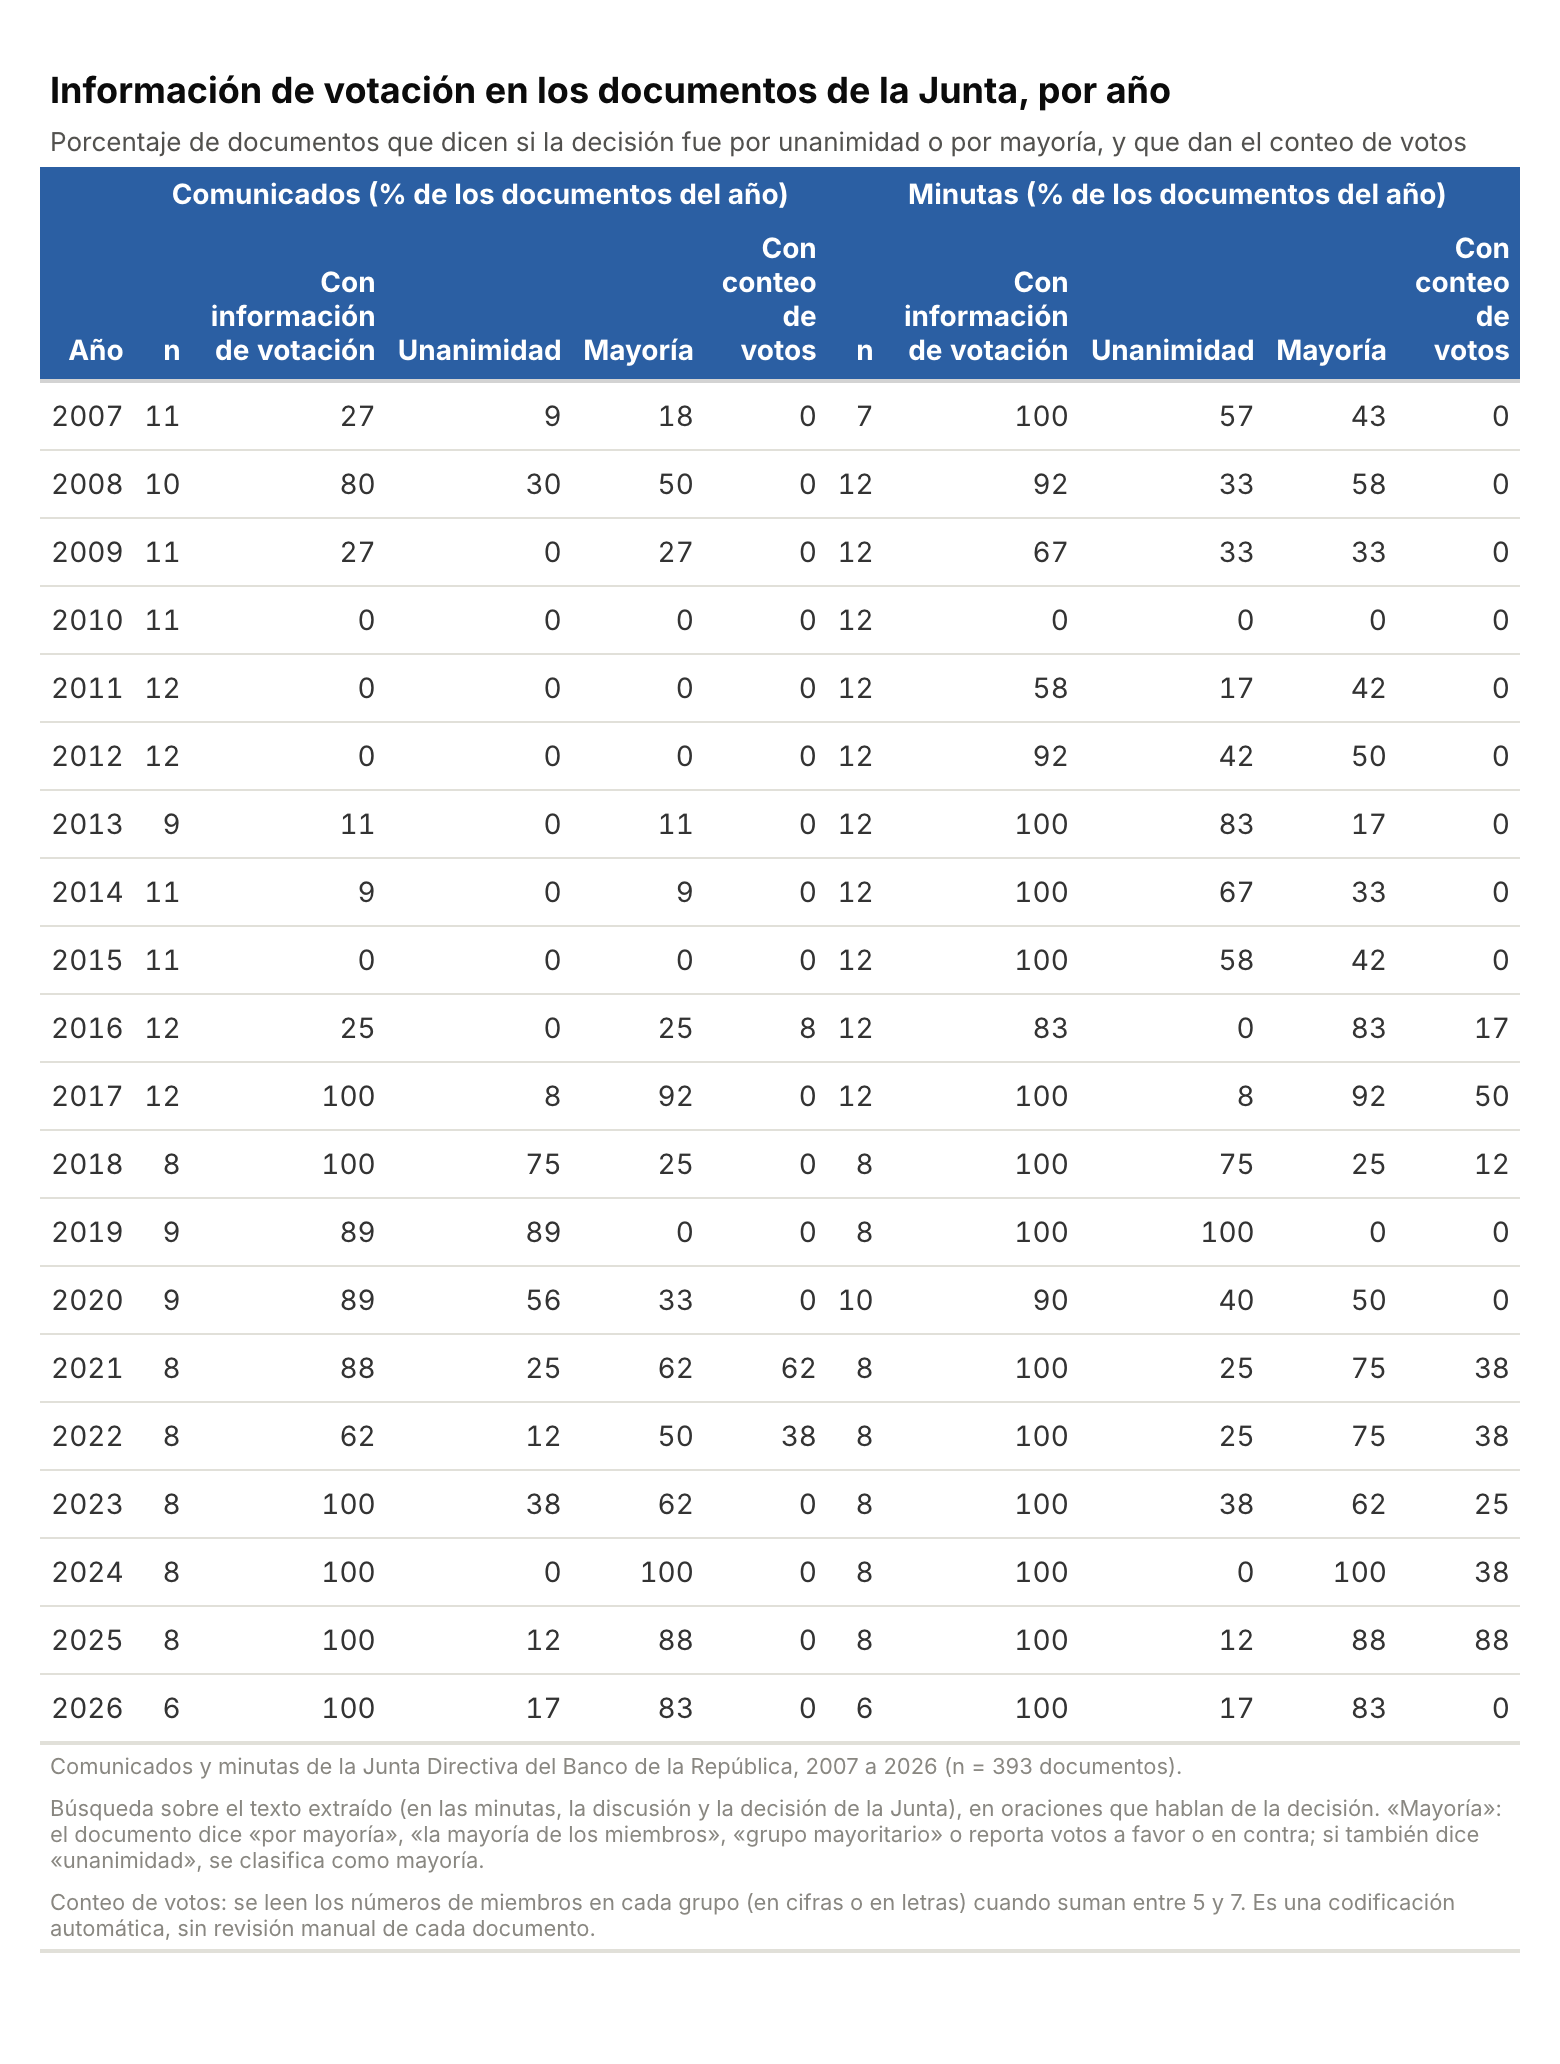 Información de votación en los documentos de la Junta, por año
Porcentaje de documentos que dicen si la decisión fue por unanimidad o por mayoría, y que dan el conteo de votos
Comunicados (% de los documentos del año) Minutas (% de los documentos del año)
Año n Con información de votación Unanimidad Mayoría Con conteo de votos n Con información de votación Unanimidad Mayoría Con conteo de votos
2007 11 27 9 18 0 7 100 57 43 0
2008 10 80 30 50 0 12 92 33 58 0
2009 11 27 0 27 0 12 67 33 33 0
2010 11 0 0 0 0 12 0 0 0 0
2011 12 0 0 0 0 12 58 17 42 0
2012 12 0 0 0 0 12 92 42 50 0
2013 9 11 0 11 0 12 100 83 17 0
2014 11 9 0 9 0 12 100 67 33 0
2015 11 0 0 0 0 12 100 58 42 0
2016 12 25 0 25 8 12 83 0 83 17
2017 12 100 8 92 0 12 100 8 92 50
2018 8 100 75 25 0 8 100 75 25 12
2019 9 89 89 0 0 8 100 100 0 0
2020 9 89 56 33 0 10 90 40 50 0
2021 8 88 25 62 62 8 100 25 75 38
2022 8 62 12 50 38 8 100 25 75 38
2023 8 100 38 62 0 8 100 38 62 25
2024 8 100 0 100 0 8 100 0 100 38
2025 8 100 12 88 0 8 100 12 88 88
2026 6 100 17 83 0 6 100 17 83 0
Comunicados y minutas de la Junta Directiva del Banco de la República, 2007 a 2026 (n = 393 documentos).
Búsqueda sobre el texto extraído (en las minutas, la discusión y la decisión de la Junta), en oraciones que hablan de la decisión. «Mayoría»:
el documento dice «por mayoría», «la mayoría de los miembros», «grupo mayoritario» o reporta votos a favor o en contra; si también dice
«unanimidad», se clasifica como mayoría.
Conteo de votos: se leen los números de miembros en cada grupo (en cifras o en letras) cuando suman entre 5 y 7. Es una codificación
automática, sin revisión manual de cada documento.